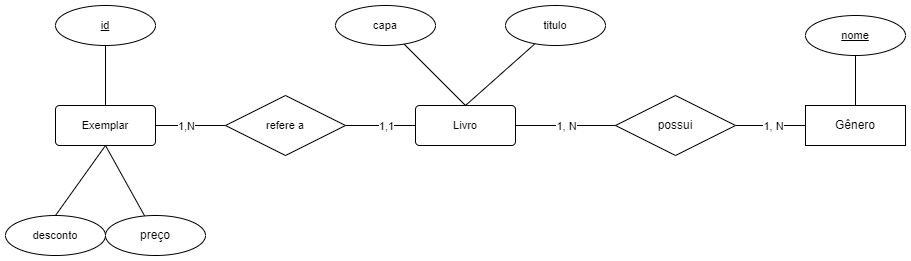 id
capa
titulo
nome
Exemplar
1,N
refere a
1,1
Livro
1, N
possui
1, N
Gênero
desconto
preço